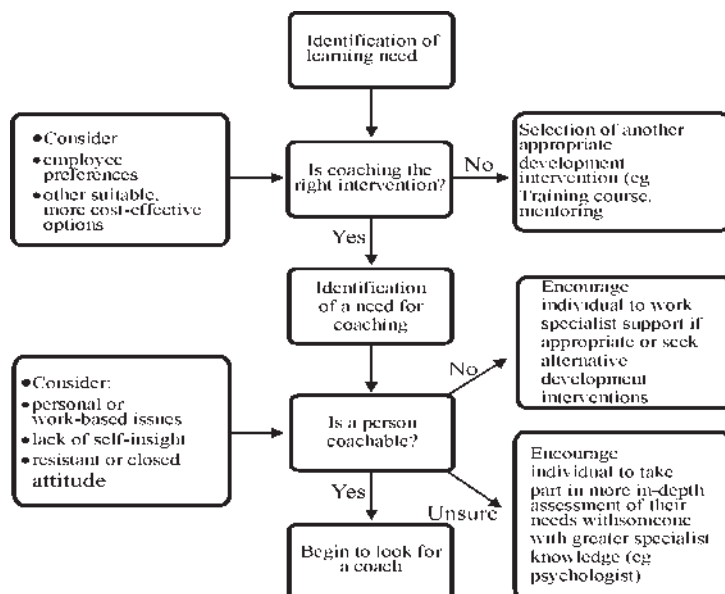 Identification of
learning need
●Consider
●employee
preferences
●other suitable,
more cost-effective
options
Is coaching the
right intervention?
No
Selection of another
appropriate
development
intervention (eg
Training course,
mentoring
Yes
Identification
of a need for
coaching
Encourage
individual to work
specialist support if
appropriate or seek
alternative
development
interventions
No
●Consider:
●personal or
work-based issues
●lack of self-insight
●resistant or closed
attitude
Is a person
coachable?
Encourage
individual to take
part in more in-depth
assessment of their
needs withsomeone
with greater specialist
knowledge (eg
psychologist)
Yes
Unsure
Begin to look for
a coach